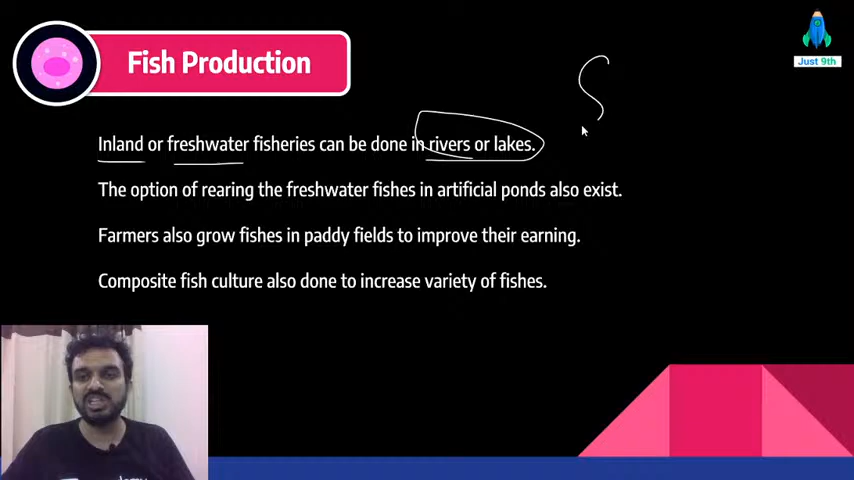 Fish Production
Just 9th
Inland or freshwater fisheries can be done in rivers or lakes.
The option of rearing the freshwater fishes in artificial ponds also exist.
Farmers also grow fishes in paddy fields to improve their earning.
Composite fish culture also done to increase variety of fishes.